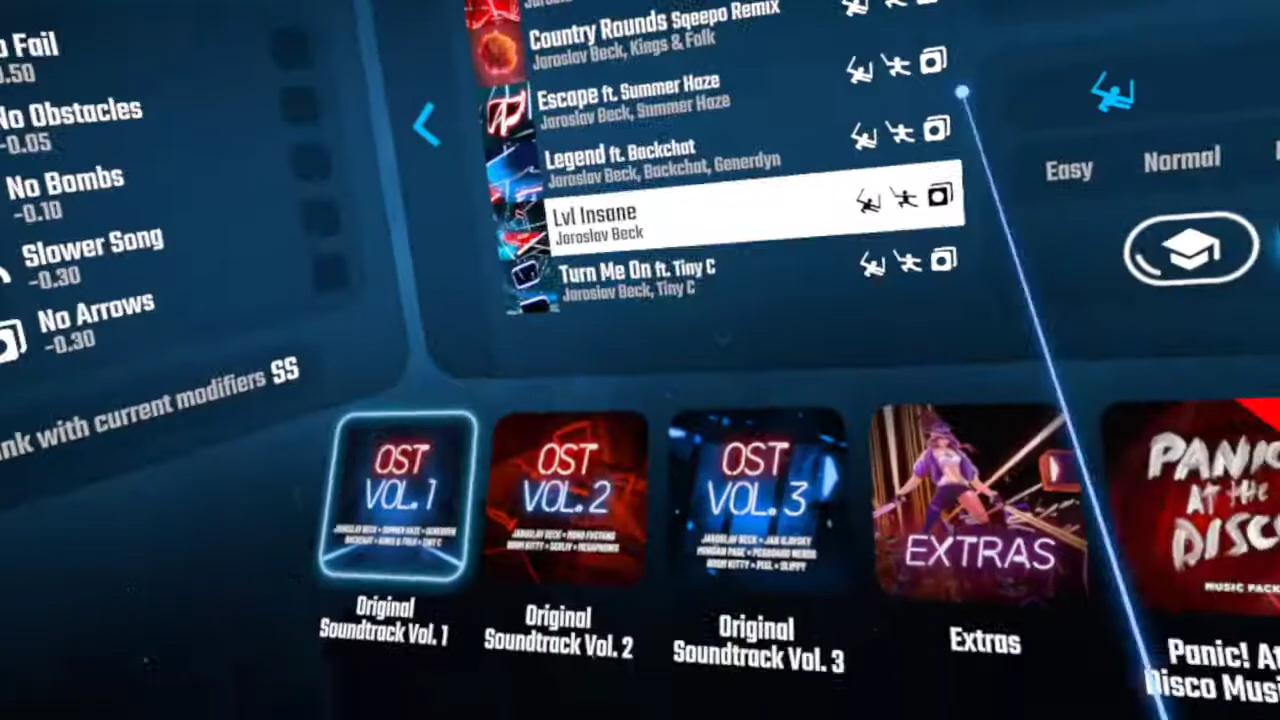 Fail
.50
No Obstacles
-0.05
No Bombs
-0.10
Slower Song
-0.30
No Arrows
-0.30
with current modifiers SS
Country Rounds Sqeepo Remix
Jaroslav Beck, Kings & Folk
Escape ft. Summer Haze
Jaroslav Beck, Summer Haze
Legend ft. Backchat
Jaroslav Beck, Backchat, Generdyn
Lvl Insane
Jaroslav Beck
Turn Me On ft. Tiny C
Jaroslav Beck, Tiny C
Easy
Normal
OST
VOL.1
OST
VOL.2
OST
VOL.3
EXTRAS
PANIC
AT the
DISCO
MUSIC PACK
Original
Soundtrack Vol. 1
Original
Soundtrack Vol. 2
Original
Soundtrack Vol. 3
Extras
Panic! At
Disco Musi